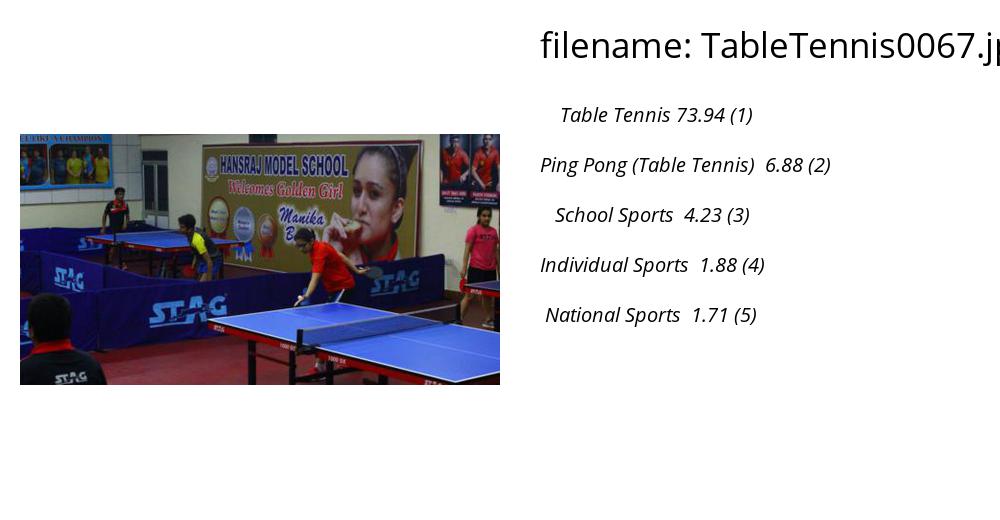 filename: TableTennis0067.jp
Table Tennis 73.94 (1)
Ping Pong (Table Tennis) 6.88 (2)
School Sports 4.23 (3)
Individual Sports 1.88 (4)
National Sports 1.71 (5)
A CHAMPION
HANSRAJ MODEL SCHOOL
Welcomes Golden Girl
Manika
STAG
STAG
STAG
STAG
STAG